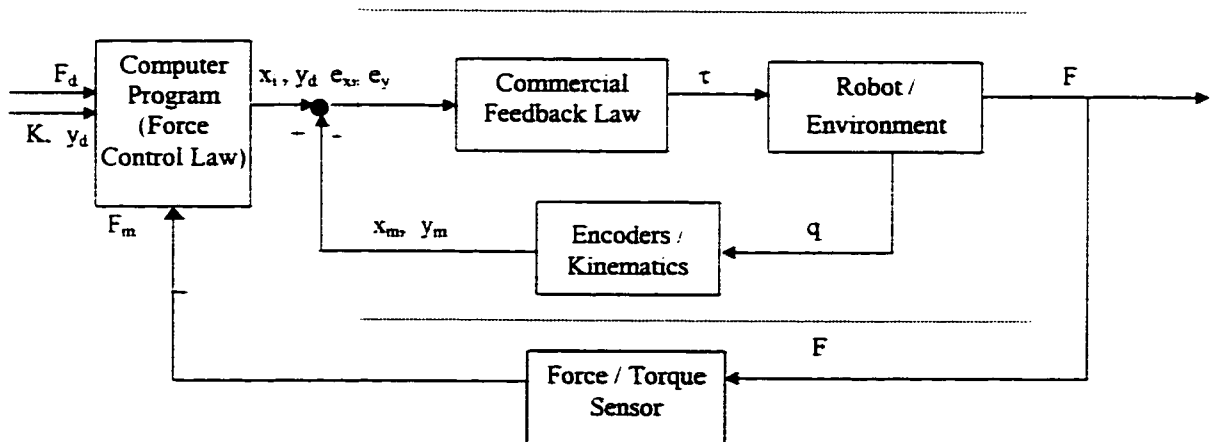 Computer
Program
(Force
Control Law)
F_d
K. y_d
F_m
x_i, y_d e_x, e_y
Commercial
Feedback Law
τ
Robot /
Environment
F
x_m, y_m
Encoders /
Kinematics
q
Force / Torque
Sensor
F